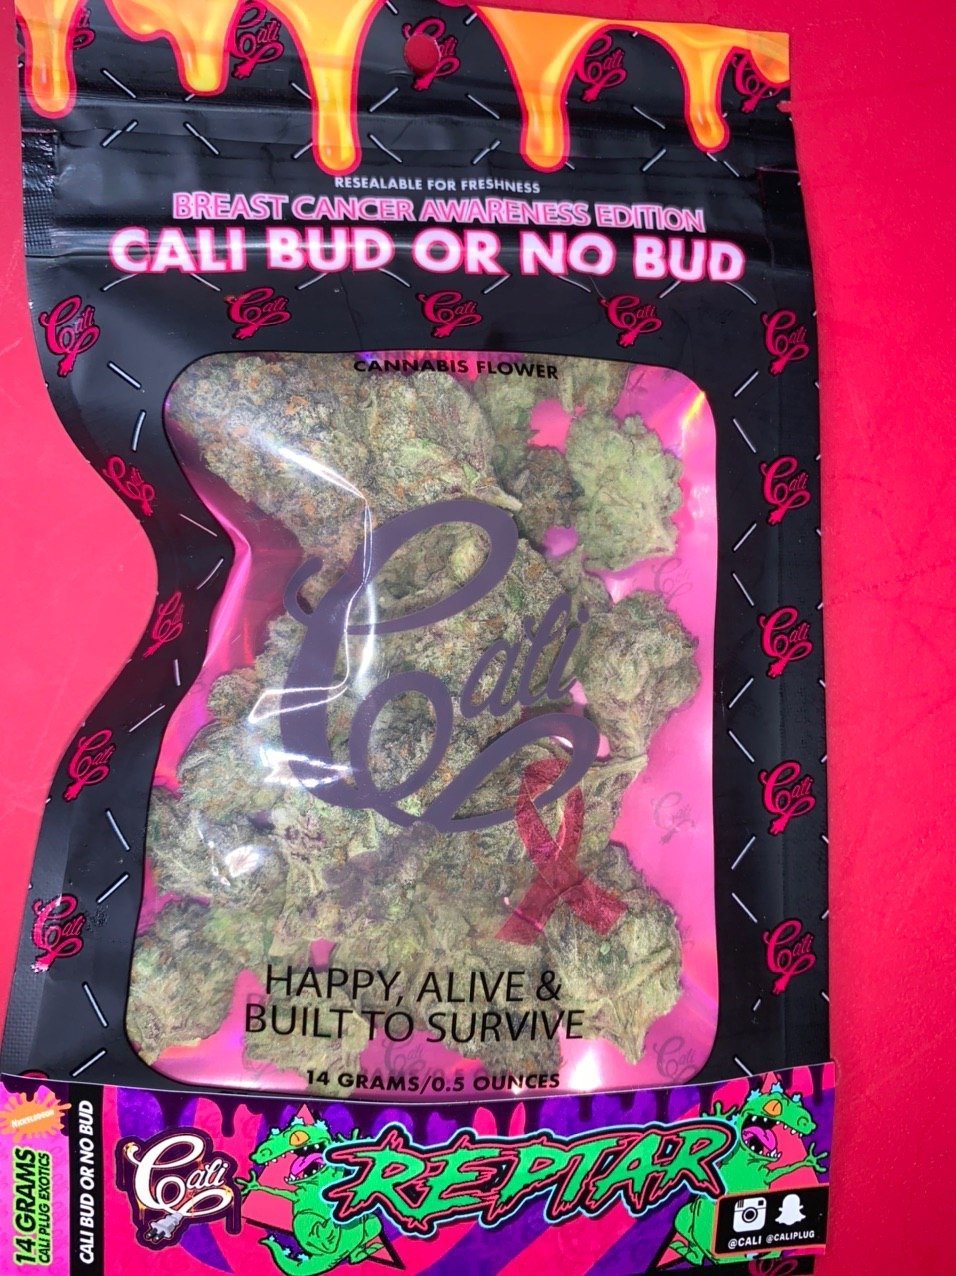 RESEALABLE FOR FRESHNESS
BREAST CANCER AWARENESS EDITION
CALI BUD OR NO BUD
CANNABIS FLOWER
Cali
HAPPY, ALIVE &
BUILT TO SURVIVE
14 GRAMS/0.5 OUNCES
NICKELODEON
14 GRAMS
CALI PLUG EXOTICS
CALI BUD OR NO BUD
Cali
REPTAR
@CALI @CALIPLUG